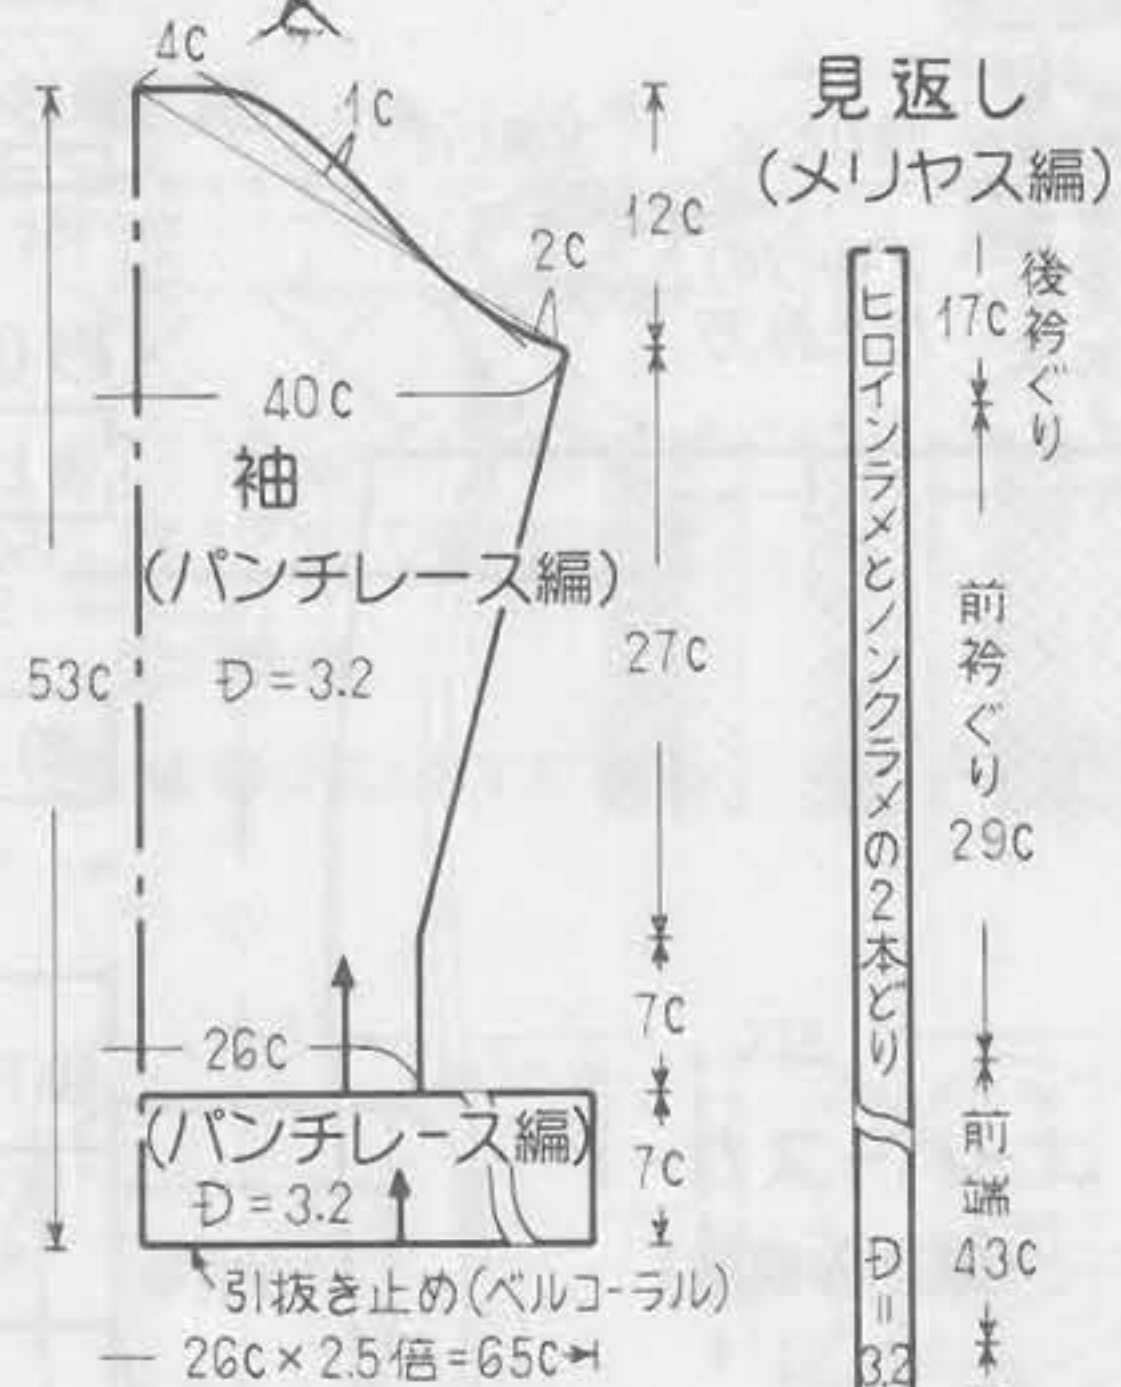 4C
1C
2C
12C
40C
袖
(パンチレース編)
53C
Đ=3.2
27C
7C
26C
(パンチレース編)
Đ=3.2
7C
引抜き止め(ベルコーラル)
26C×2.5倍=65C
見返し
(メリヤス編)
ヒロインラメとソンクラメの2本どり
Đ=3.2
後衿ぐり
17C
前衿ぐり
29C
前端
43C